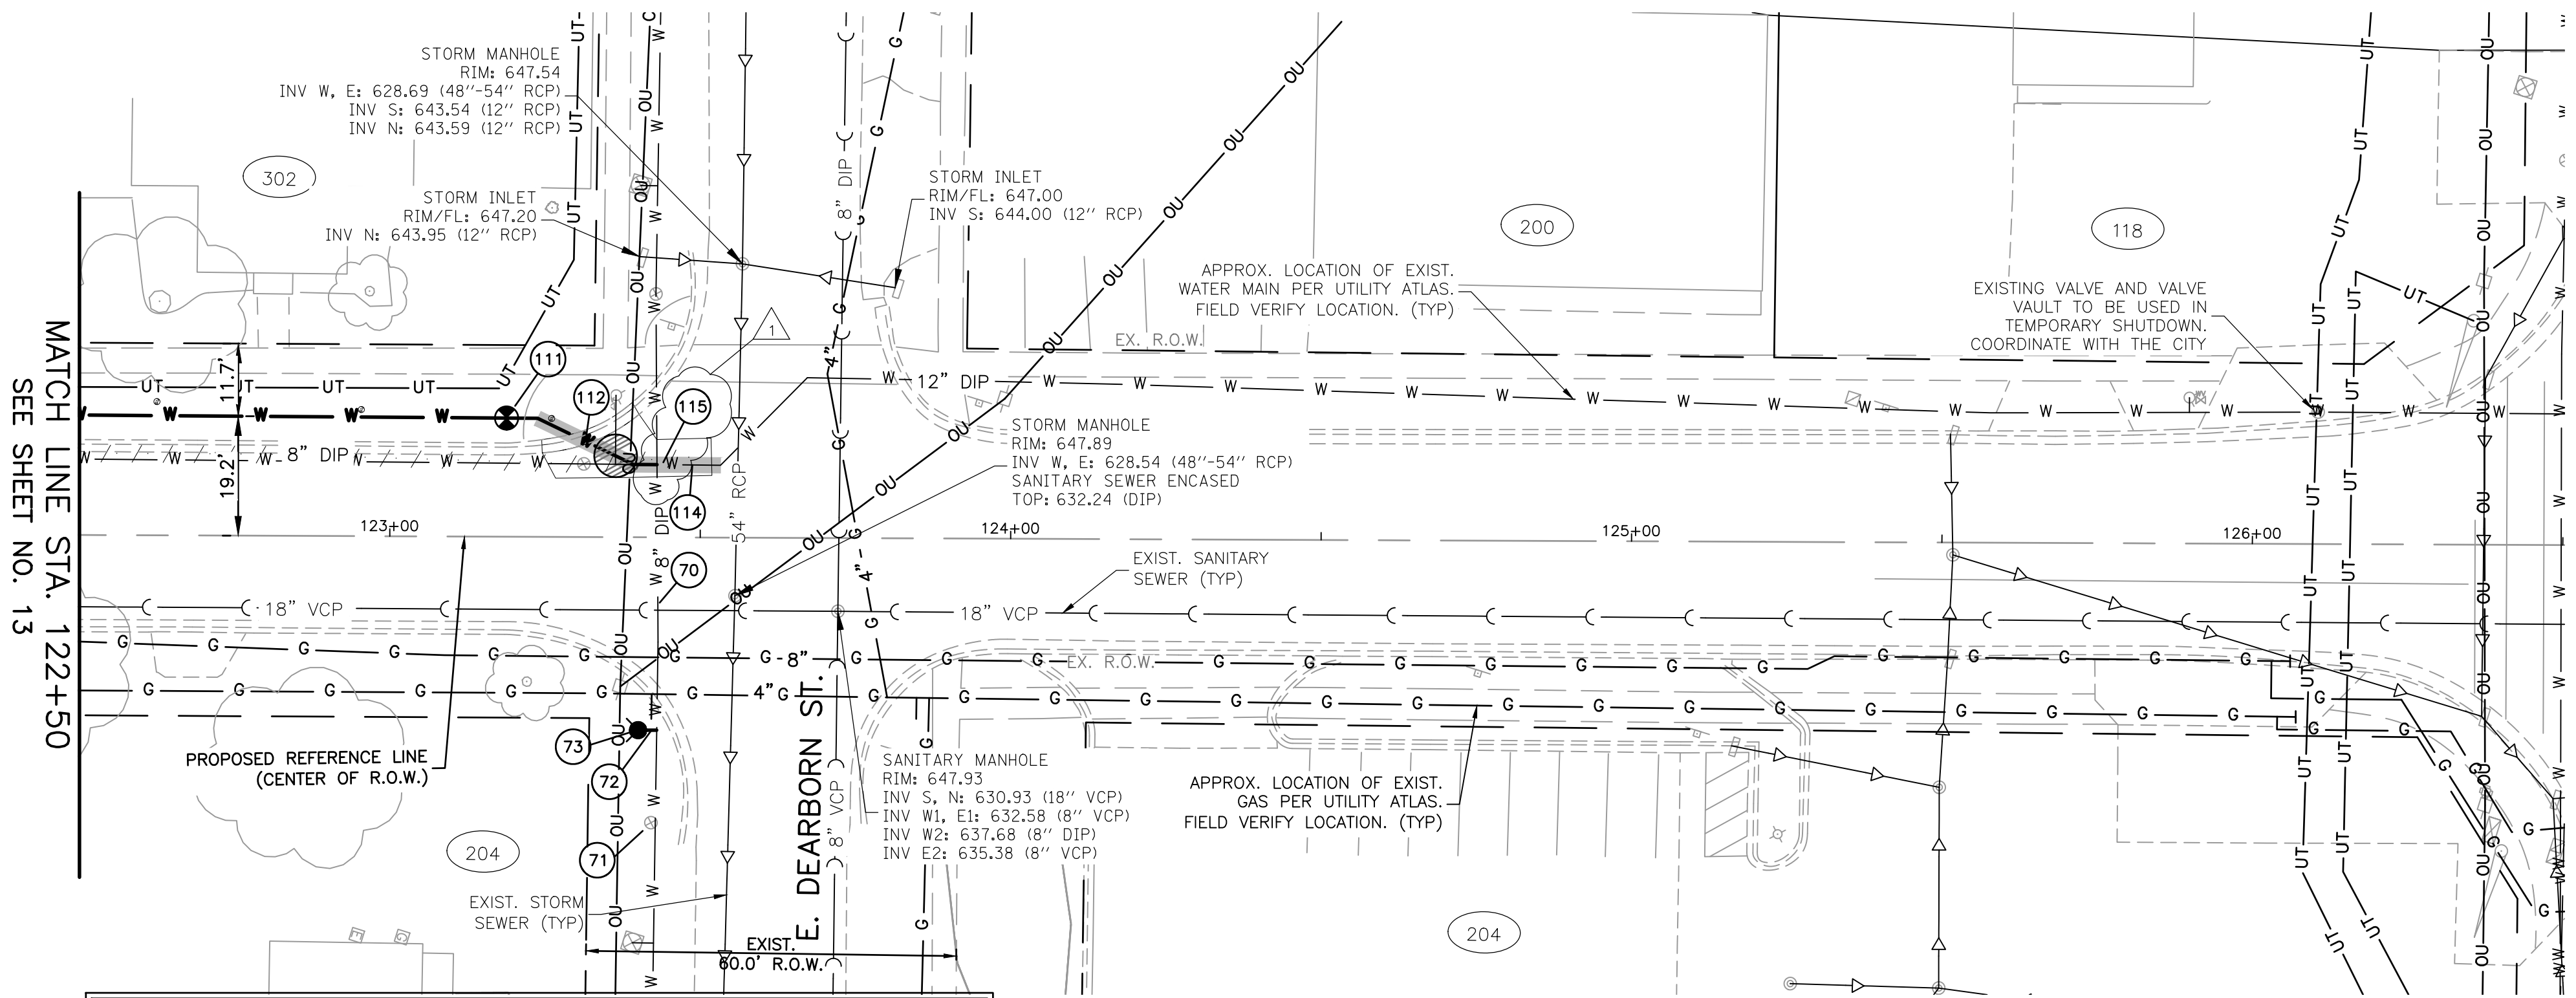 STORM MANHOLE
RIM: 647.54
INV W, E: 628.69 (48"-54" RCP)
INV S: 643.54 (12" RCP)
INV N: 643.59 (12" RCP)
302
STORM INLET
RIM/FL: 647.20
INV N: 643.95 (12" RCP)
STORM INLET
RIM/FL: 647.00
INV S: 644.00 (12" RCP)
8" DIP
200
118
APPROX. LOCATION OF EXIST.
WATER MAIN PER UTILITY ATLAS.
FIELD VERIFY LOCATION. (TYP)
EXISTING VALVE AND VALVE
VAULT TO BE USED IN
TEMPORARY SHUTDOWN.
COORDINATE WITH THE CITY
1
EX. R.O.W.
111
112
115
114
11.7'
19.2'
4"
12" DIP
8" DIP
8" DIP
54" RCP
STORM MANHOLE
RIM: 647.89
INV W, E: 628.54 (48"-54" RCP)
SANITARY SEWER ENCASED
TOP: 632.24 (DIP)
MATCH LINE STA. 122+50
SEE SHEET NO. 13
123+00
124+00
125+00
126+00
70
4"
EXIST. SANITARY
SEWER (TYP)
18" VCP
18" VCP
8"
4"
EX. R.O.W.
PROPOSED REFERENCE LINE
(CENTER OF R.O.W.)
73
72
71
204
E. DEARBORN ST.
8" VCP
SANITARY MANHOLE
RIM: 647.93
INV S, N: 630.93 (18" VCP)
INV W1, E1: 632.58 (8" VCP)
INV W2: 637.68 (8" DIP)
INV E2: 635.38 (8" VCP)
APPROX. LOCATION OF EXIST.
GAS PER UTILITY ATLAS.
FIELD VERIFY LOCATION. (TYP)
EXIST. STORM
SEWER (TYP)
204
E
G
EXIST.
60.0' R.O.W.
UT
OU
W
G